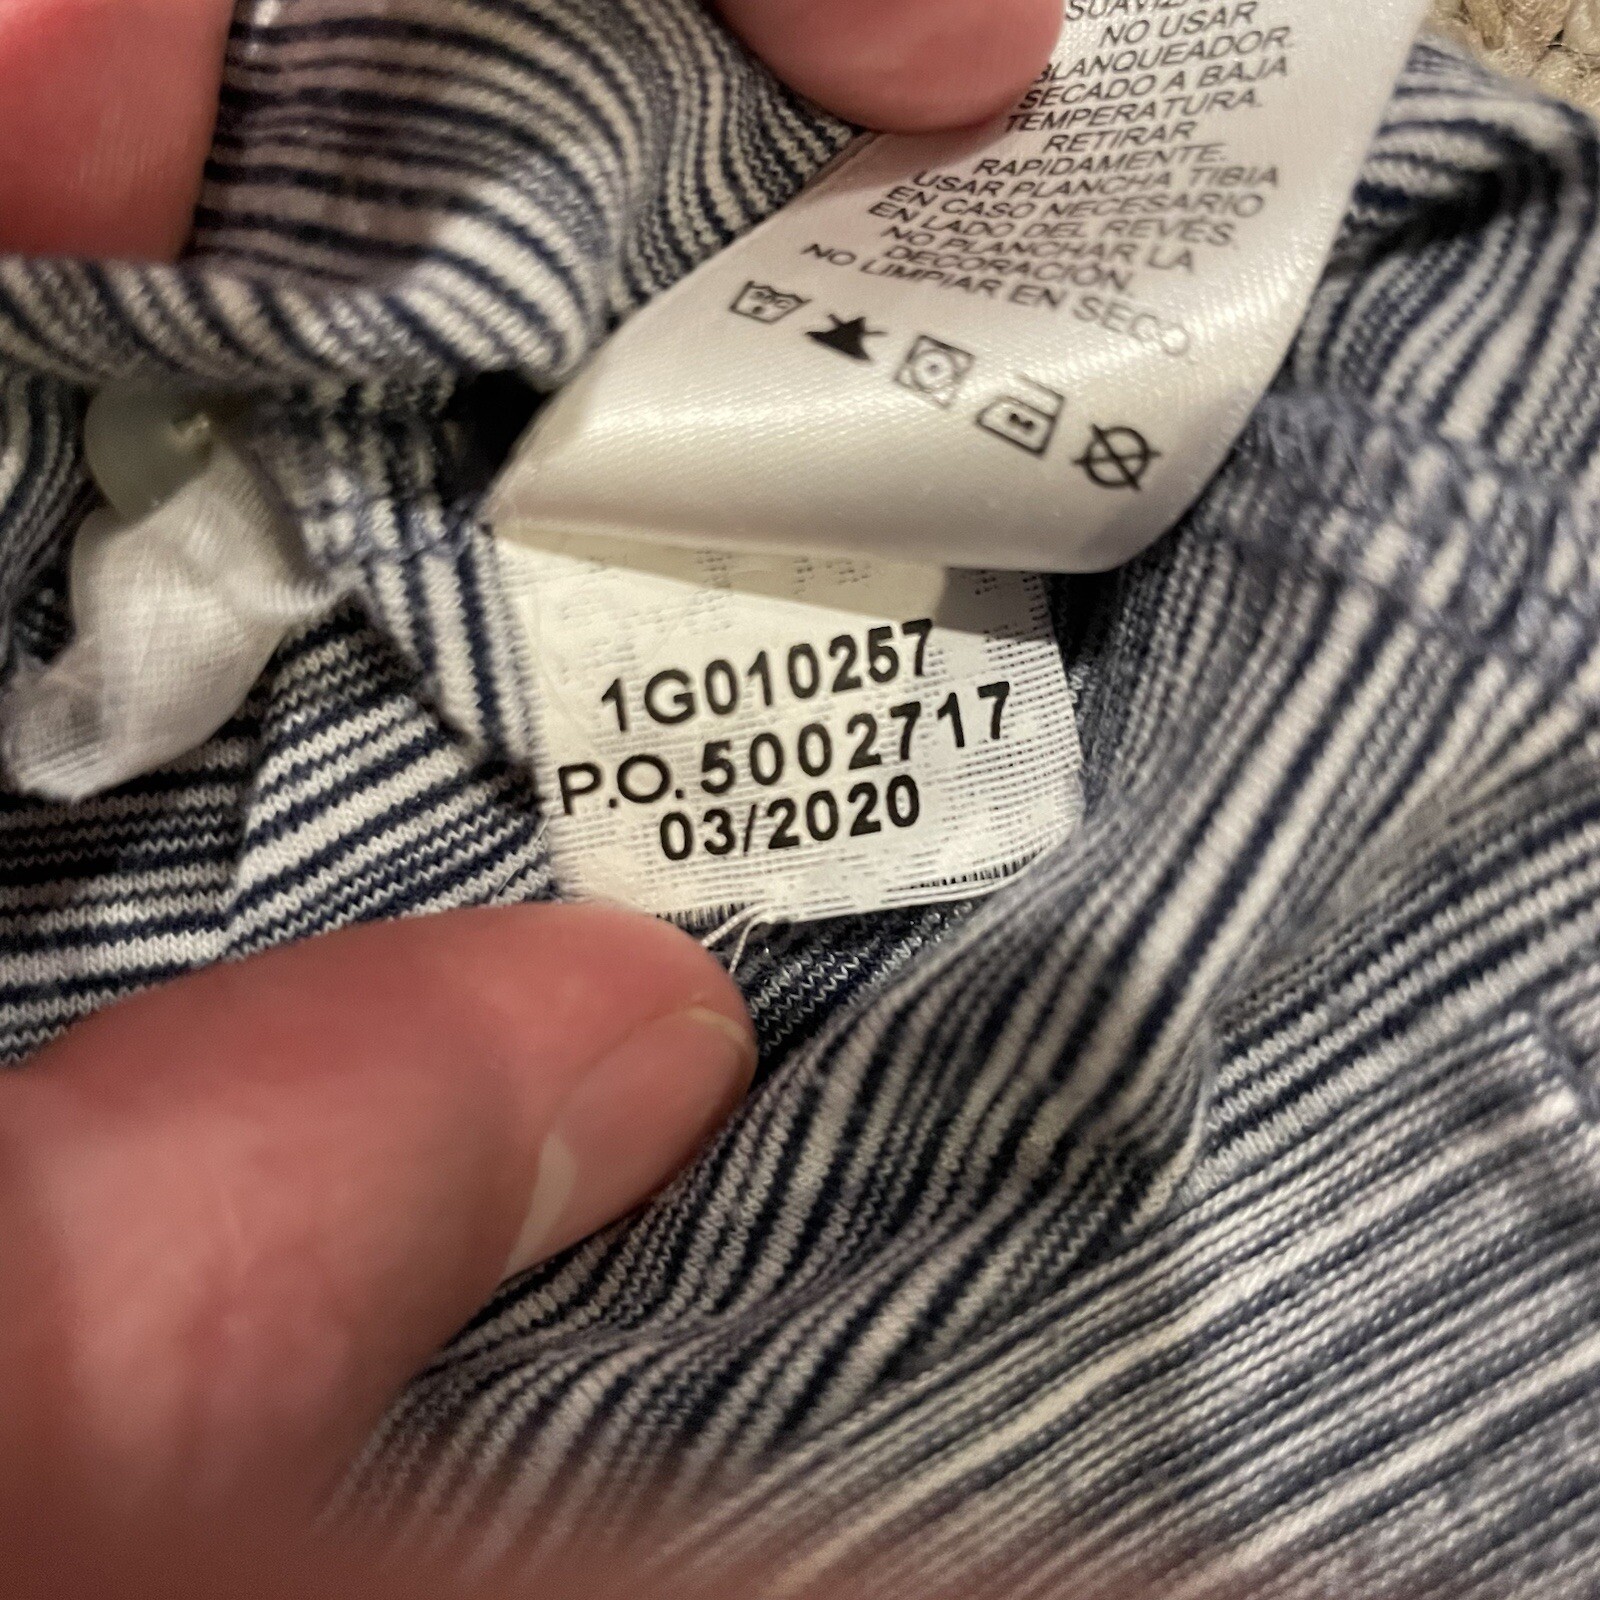 NO USAR
BLANQUEADOR.
SECADO A BAJA
TEMPERATURA.
RETIRAR
RAPIDAMENTE.
USAR PLANCHA TIBIA
EN CASO NECESARIO
EN LADO DEL REVÉS.
NO PLANCHAR LA
DECORACIÓN
NO LIMPIAR EN SECO
1G010257
P.O. 5002717
03/2020